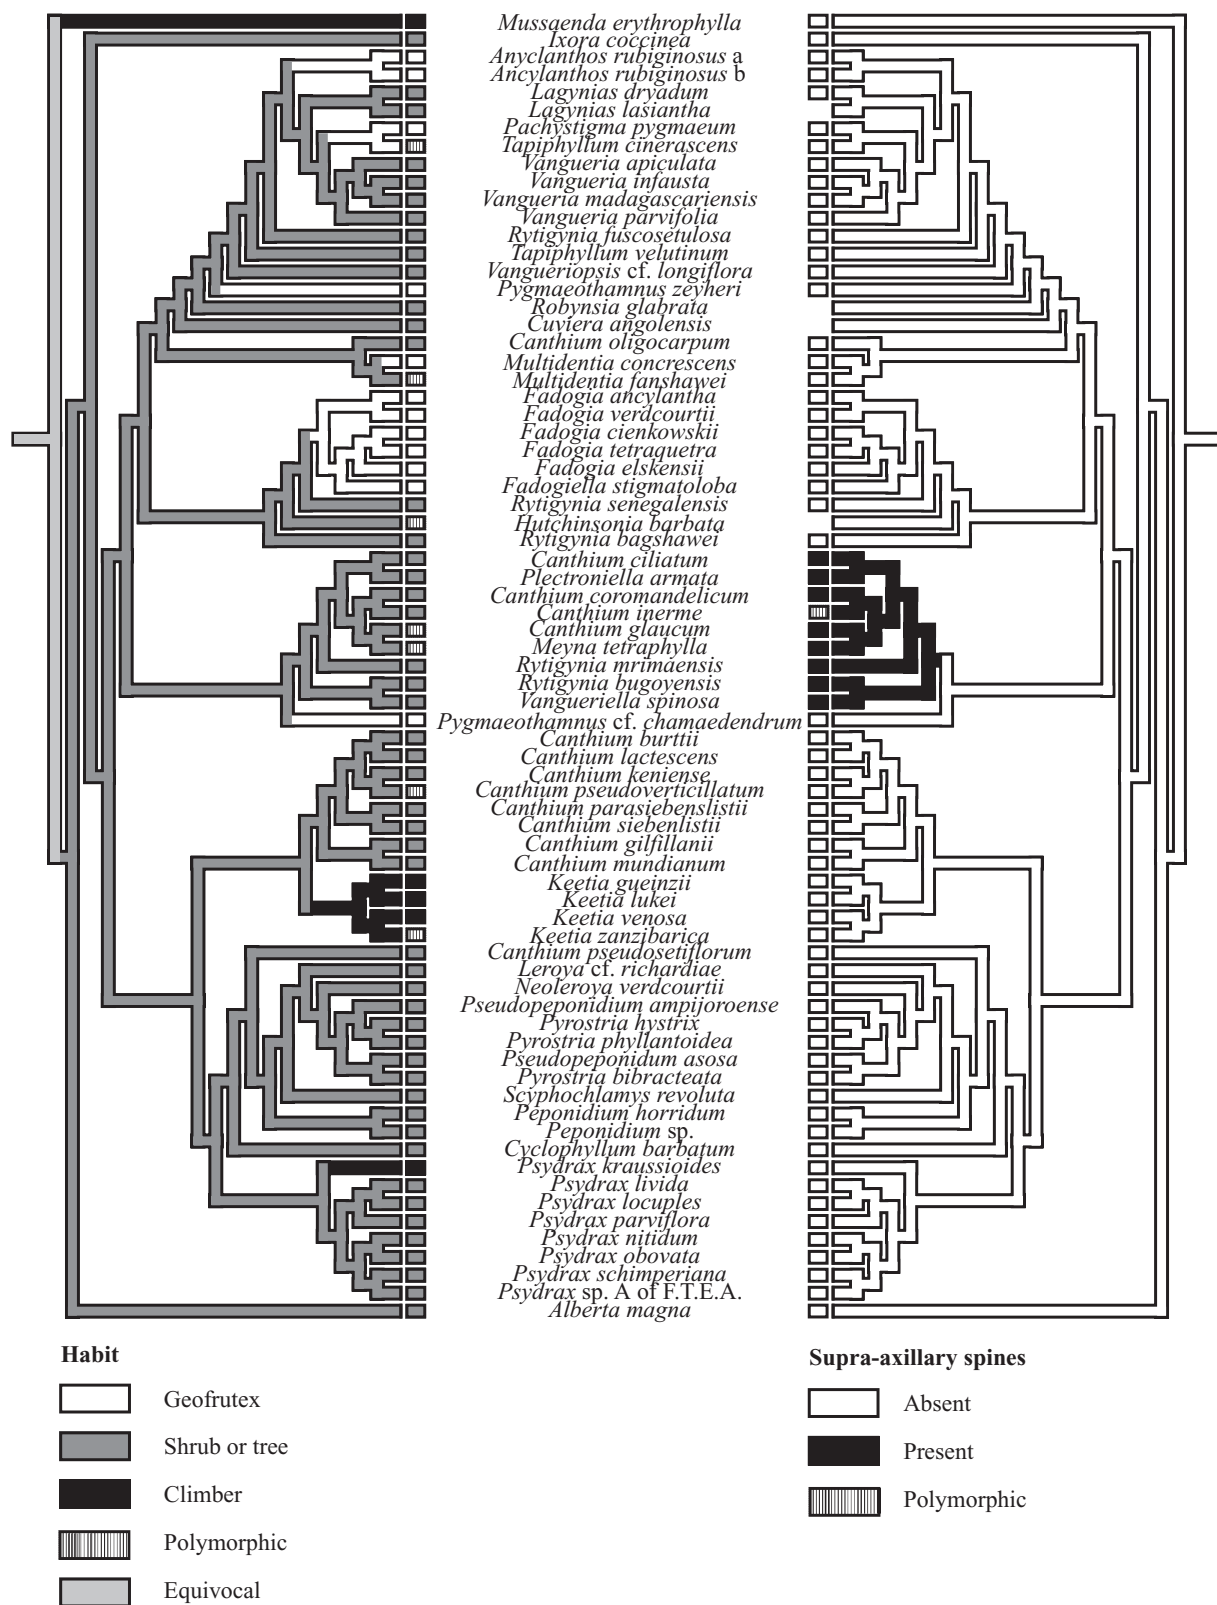 Mussaenda erythrophylla
Ixora coccinea
Anyclanthos rubiginosus a
Ancylanthos rubiginosus b
Lagynias dryadum
Lagynias lasiantha
Pachystigma pygmaeum
Tapiphyllum cinerascens
Vangueria apiculata
Vangueria infausta
Vangueria madagascariensis
Vangueria parvifolia
Rytigynia fuscosetulosa
Tapiphyllum velutinum
Vangueriopsis cf. longiflora
Pygmaeothamnus zeyheri
Robynsia glabrata
Cuviera angolensis
Canthium oligocarpum
Multidentia concrescens
Multidentia fanshawei
Fadogia ancylantha
Fadogia verdcourtii
Fadogia cienkowskii
Fadogia tetraquetra
Fadogia elskensii
Fadogiella stigmatoloba
Rytigynia senegalensis
Hutchinsonia barbata
Rytigynia bagshawei
Canthium ciliatum
Plectroniella armata
Canthium coromandelicum
Canthium inerme
Canthium glaucum
Meyna tetraphylla
Rytigynia mrimaensis
Rytigynia bugoyensis
Vangueriella spinosa
Pygmaeothamnus cf. chamaedendrum
Canthium burttii
Canthium lactescens
Canthium keniense
Canthium pseudoverticillatum
Canthium parasiebenslistii
Canthium siebenlistii
Canthium gilfillanii
Canthium mundianum
Keetia gueinzii
Keetia lukei
Keetia venosa
Keetia zanzibarica
Canthium pseudosetiflorum
Leroya cf. richardiae
Neoleroya verdcourtii
Pseudopeponidium ampijoroense
Pyrostria hystrix
Pyrostria phyllantoidea
Pseudopeponidum asosa
Pyrostria bibracteata
Scyphochlamys revoluta
Peponidium horridum
Peponidium sp.
Cyclophyllum barbatum
Psydrax kraussioides
Psydrax livida
Psydrax locuples
Psydrax parviflora
Psydrax nitidum
Psydrax obovata
Psydrax schimperiana
Psydrax sp. A of F.T.E.A.
Alberta magna
Habit
Geofrutex
Shrub or tree
Climber
Polymorphic
Equivocal
Supra-axillary spines
Absent
Present
Polymorphic